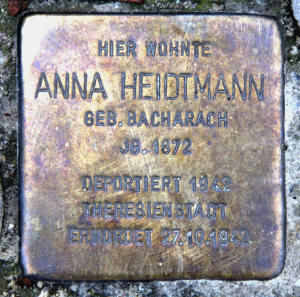 HIER WOHNTE
ANNA HEIDTMANN
GEB. BACHARACH
JG. 1872
DEPORTIERT 1942
THERESIENSTADT
ERMORDET 27.10.1942